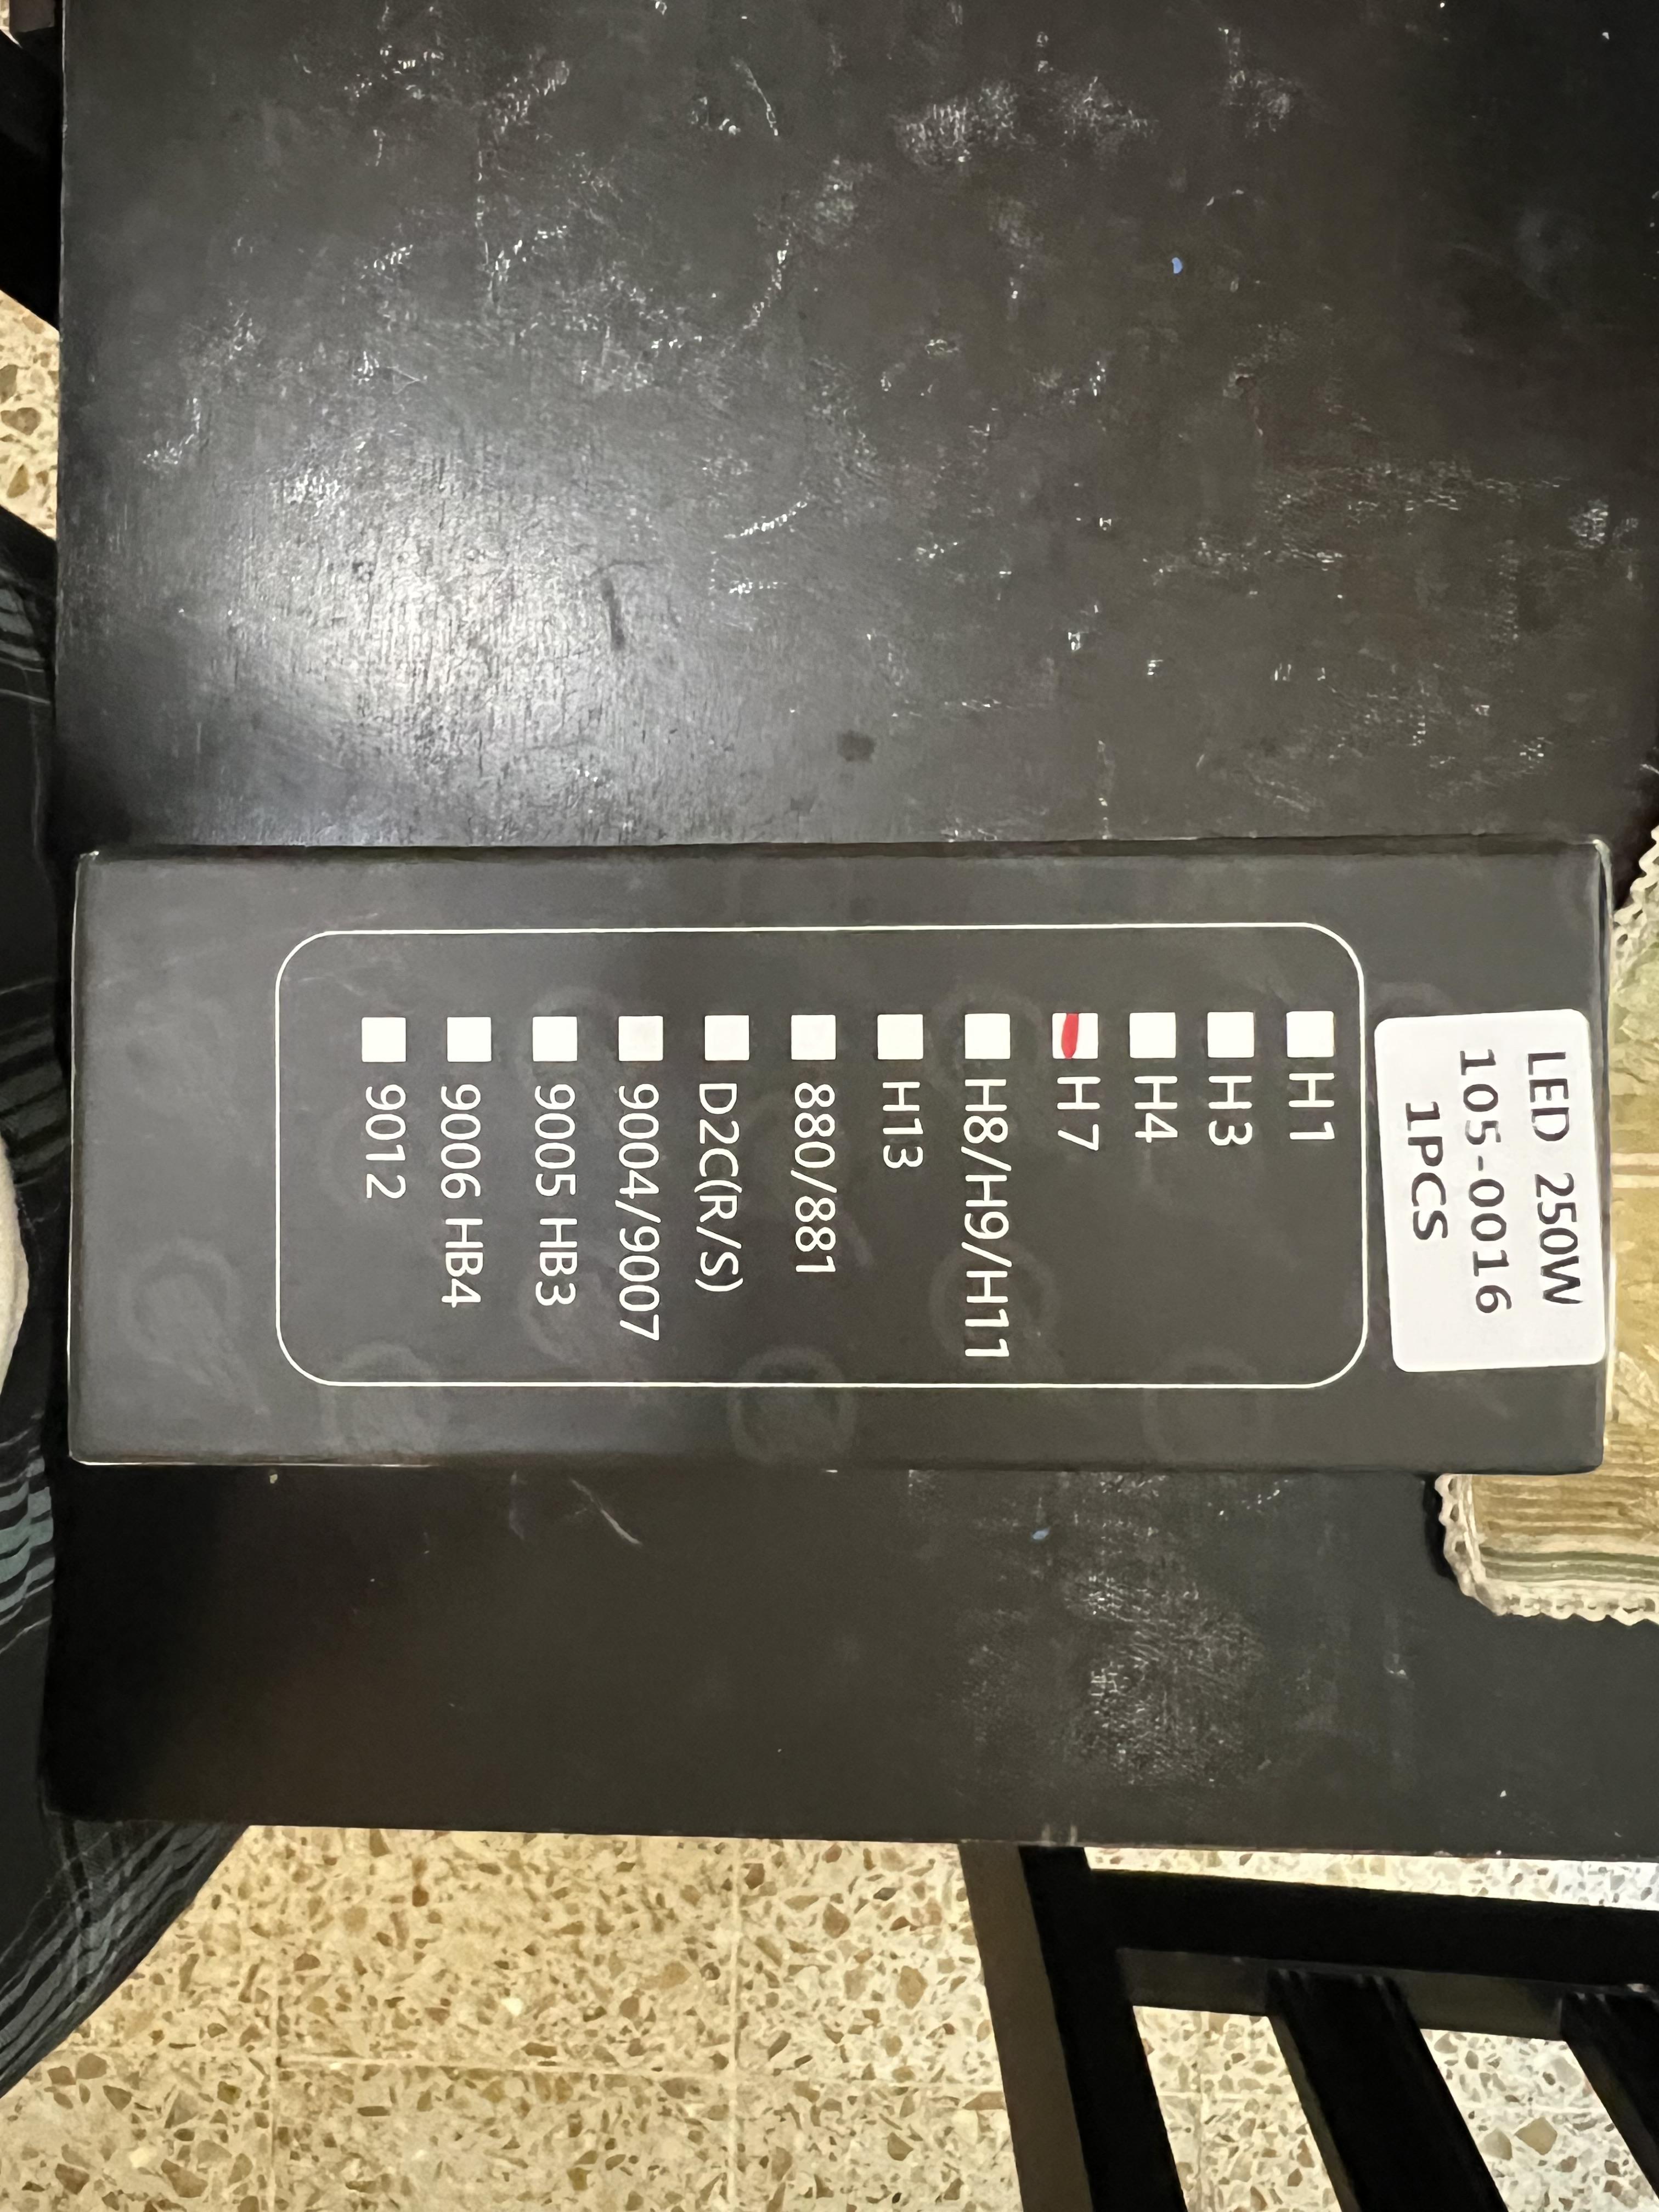 LED 250W
105-0016
1PCS
H1
H3
H4
H7
H8/H9/H11
H13
880/881
D2C(R/S)
9004/9007
9005 HB3
9006 HB4
9012